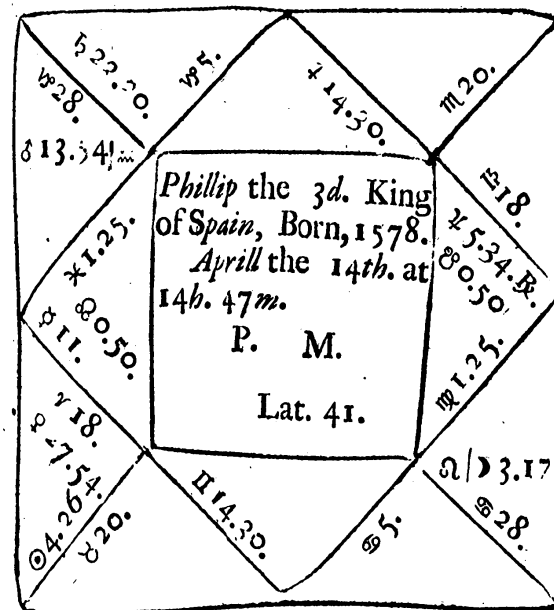 ♄ 22.20.
♑ 5.
♐ 14.30.
♏ 20.
♑ 28.
♂ 13.54 ♒
♎ 18.
♃ 5.34. ℞.
☋ 0.50
♓ 1.25.
☊ 0.50.
☿ 11.
♍ 1.25.
Phillip the 3d. King
of Spain, Born, 1578.
Aprill the 14th. at
14h. 47m.
P. M.
Lat. 41.
♈ 18.
♀ 27.54.
☉ 4.26.
♉ 20.
♊ 14.30.
♋ 5.
♌ ☽ 3.17
♋ 28.